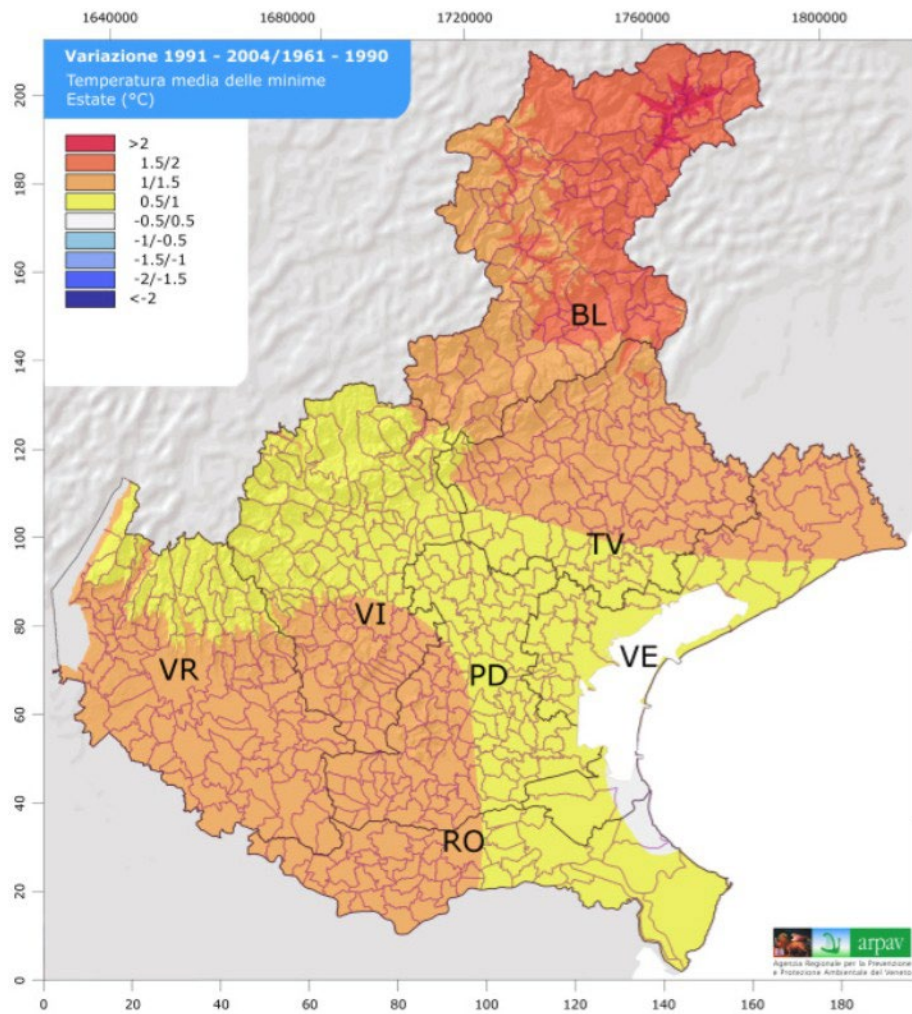 1640000 1680000 1720000 1760000 1800000
Variazione 1991 - 2004/1961 - 1990
Temperatura media delle minime
Estate (°C)
>2
1.5/2
1/1.5
0.5/1
-0.5/0.5
-1/-0.5
-1.5/-1
-2/-1.5
<-2
200
180
160
140
120
100
80
60
40
20
0
BL
TV
VI
VR
PD
VE
RO
arpav
Agenzia Regionale per la Prevenzione
e Protezione Ambientale del Veneto
0 20 40 60 80 100 120 140 160 180